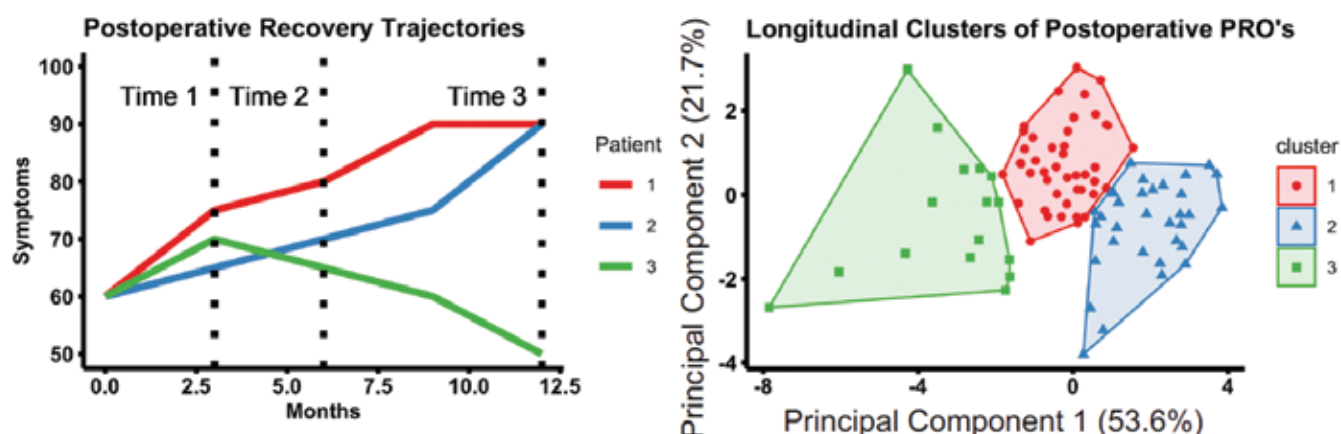 Postoperative Recovery Trajectories
100
90
80
70
60
50
Symptoms
Time 1
Time 2
Time 3
0.0
2.5
5.0
7.5
10.0
12.5
Months
Patient
1
2
3
Longitudinal Clusters of Postoperative PRO's
Principal Component 2 (21.7%)
2
0
-2
-4
-8
-4
0
4
Principal Component 1 (53.6%)
cluster
1
2
3